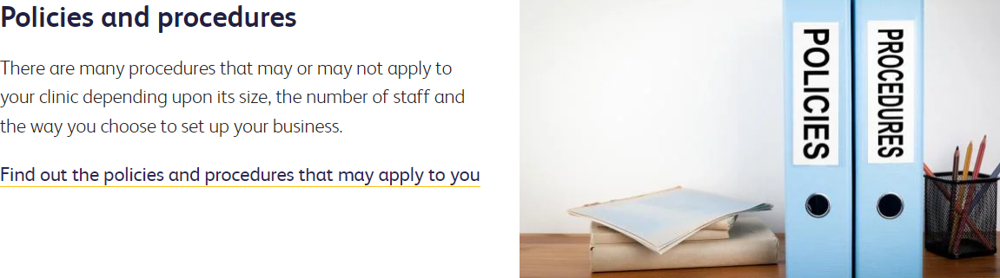 Policies and procedures
There are many procedures that may or may not apply to
your clinic depending upon its size, the number of staff and
the way you choose to set up your business.
Find out the policies and procedures that may apply to you
POLICIES
PROCEDURES